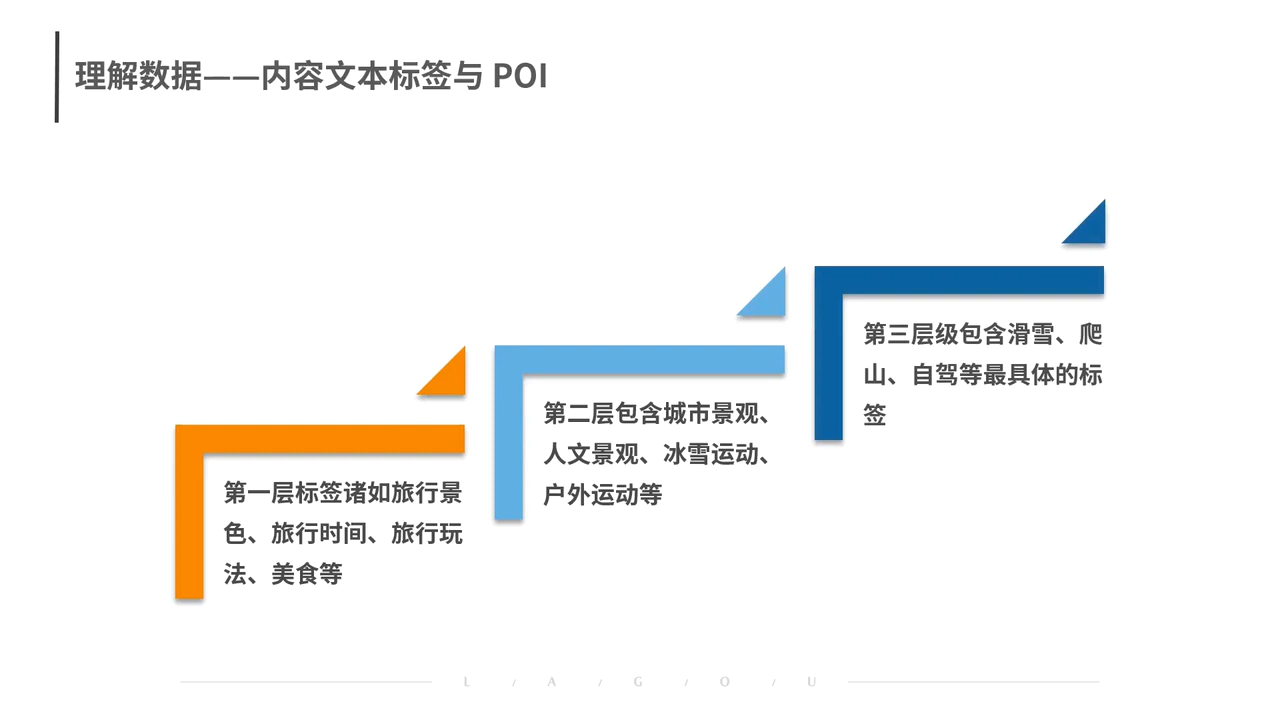 理解数据——内容文本标签与 POI
第一层标签诸如旅行景
色、旅行时间、旅行玩
法、美食等
第二层包含城市景观、
人文景观、冰雪运动、
户外运动等
第三层级包含滑雪、爬
山、自驾等最具体的标
签
L / A / G / O / U